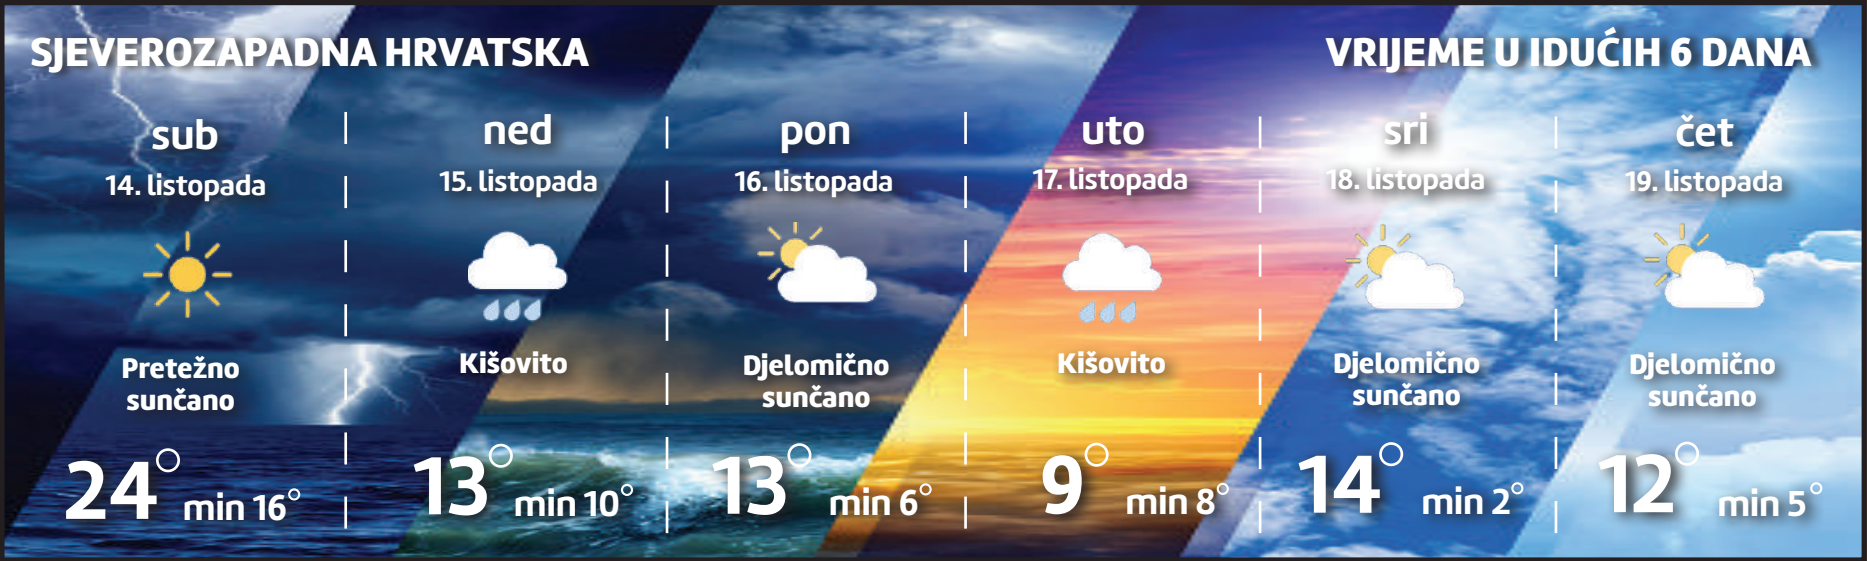 SJEVEROZAPADNA HRVATSKA
VRIJEME U IDUĆIH 6 DANA
sub
14. listopada
Pretežno
sunčano
24° min 16°
ned
15. listopada
Kišovito
13° min 10°
pon
16. listopada
Djelomično
sunčano
13° min 6°
uto
17. listopada
Kišovito
9° min 8°
sri
18. listopada
Djelomično
sunčano
14° min 2°
čet
19. listopada
Djelomično
sunčano
12° min 5°